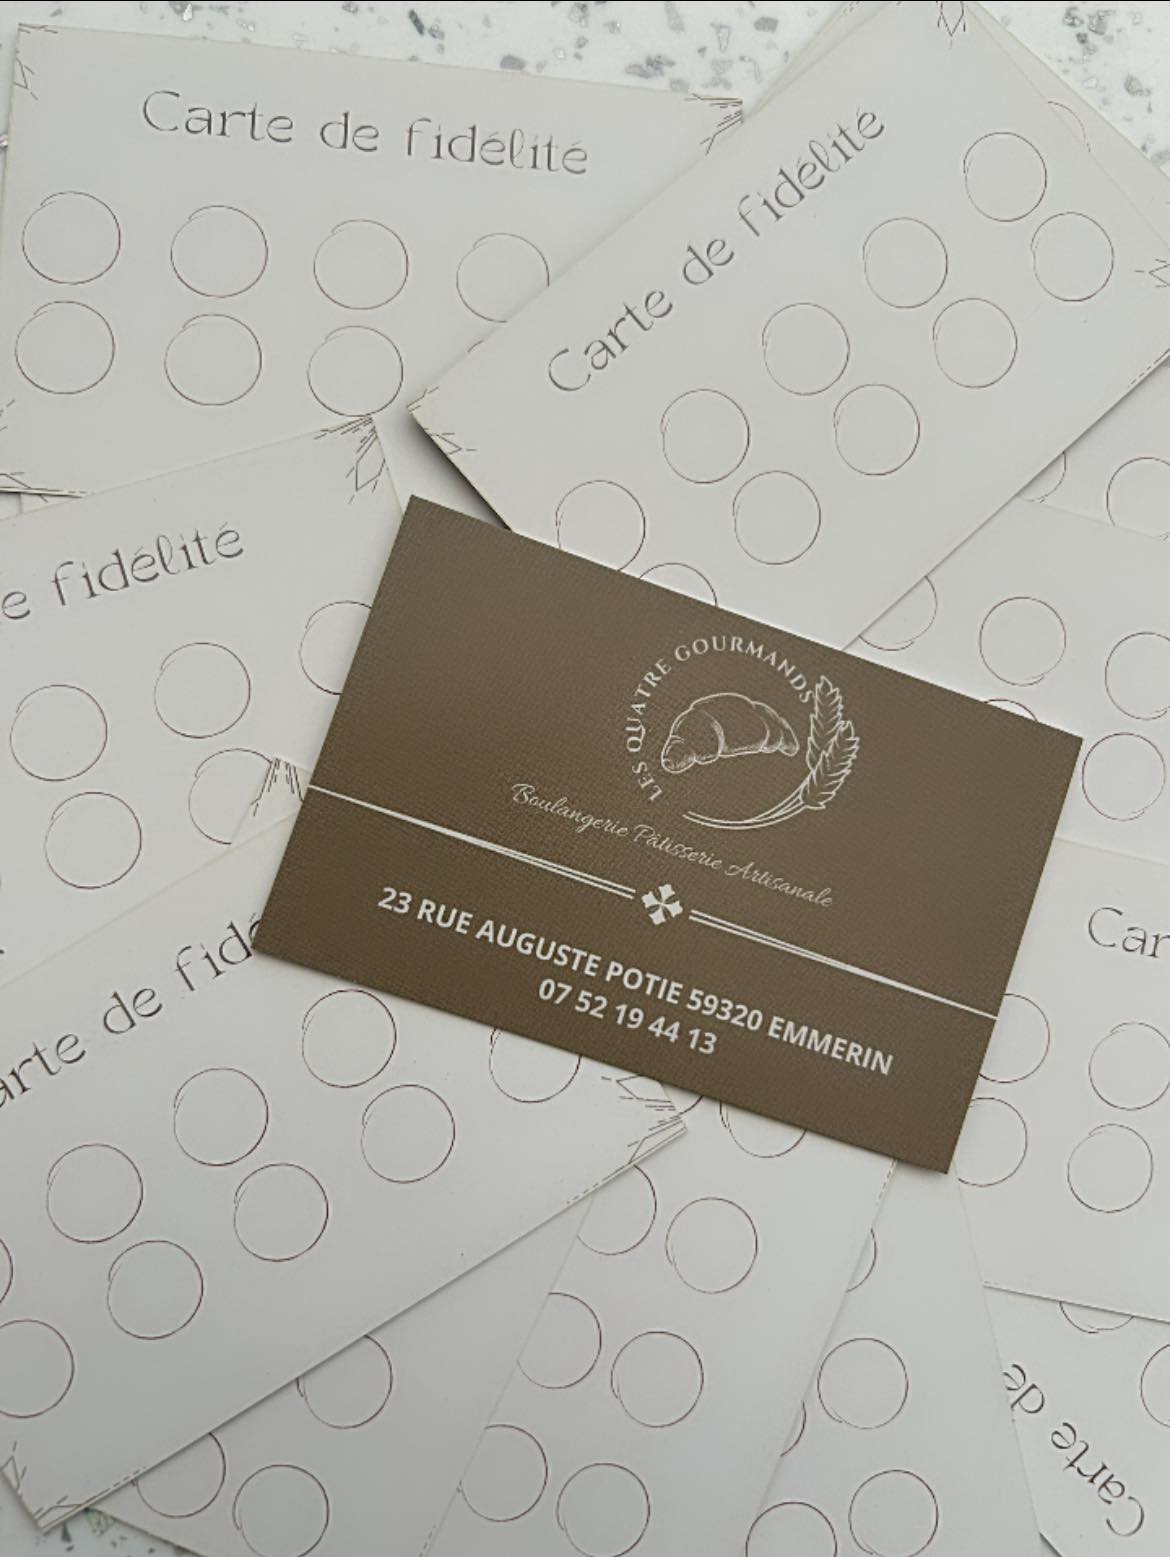 Carte de fidélité
Carte de fidélité
e fidélité
LES QUATRE GOURMANDS
Boulangerie Pâtisserie Artisanale
23 RUE AUGUSTE POTIE 59320 EMMERIN
07 52 19 44 13
Car
arte de fidé
Carte de